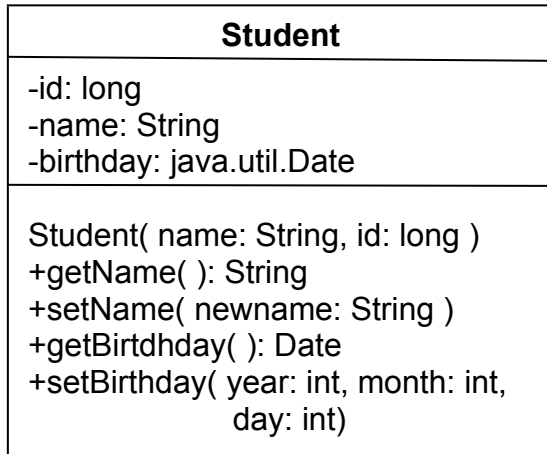 Student
-id: long
-name: String
-birthday: java.util.Date
Student( name: String, id: long )
+getName( ): String
+setName( newname: String )
+getBirtdhday( ): Date
+setBirthday( year: int, month: int,
day: int)